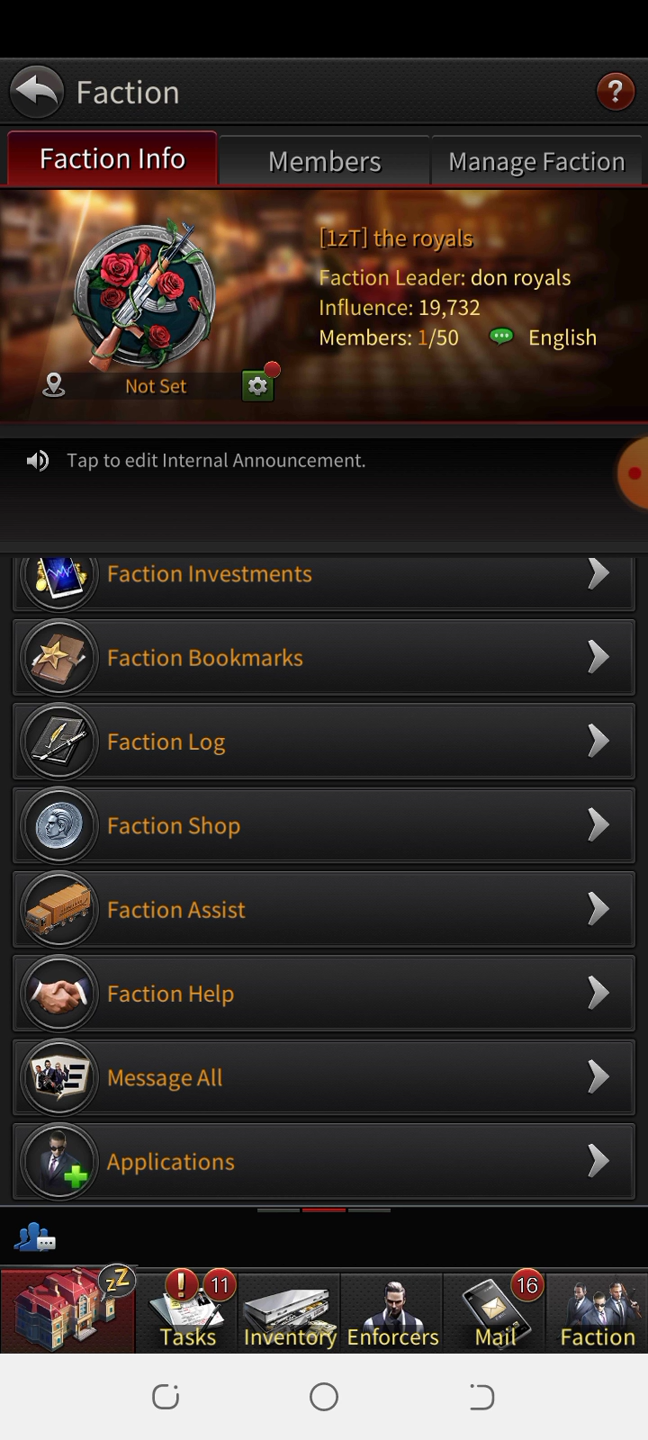 Faction
?
Faction Info
Members
Manage Faction
[1zT] the royals
Faction Leader: don royals
Influence: 19,732
Members: 1/50
English
Not Set
Tap to edit Internal Announcement.
Faction Investments
Faction Bookmarks
Faction Log
Faction Shop
Faction Assist
Faction Help
Message All
Applications
zZ
!
11
16
Tasks
Inventory
Enforcers
Mail
Faction